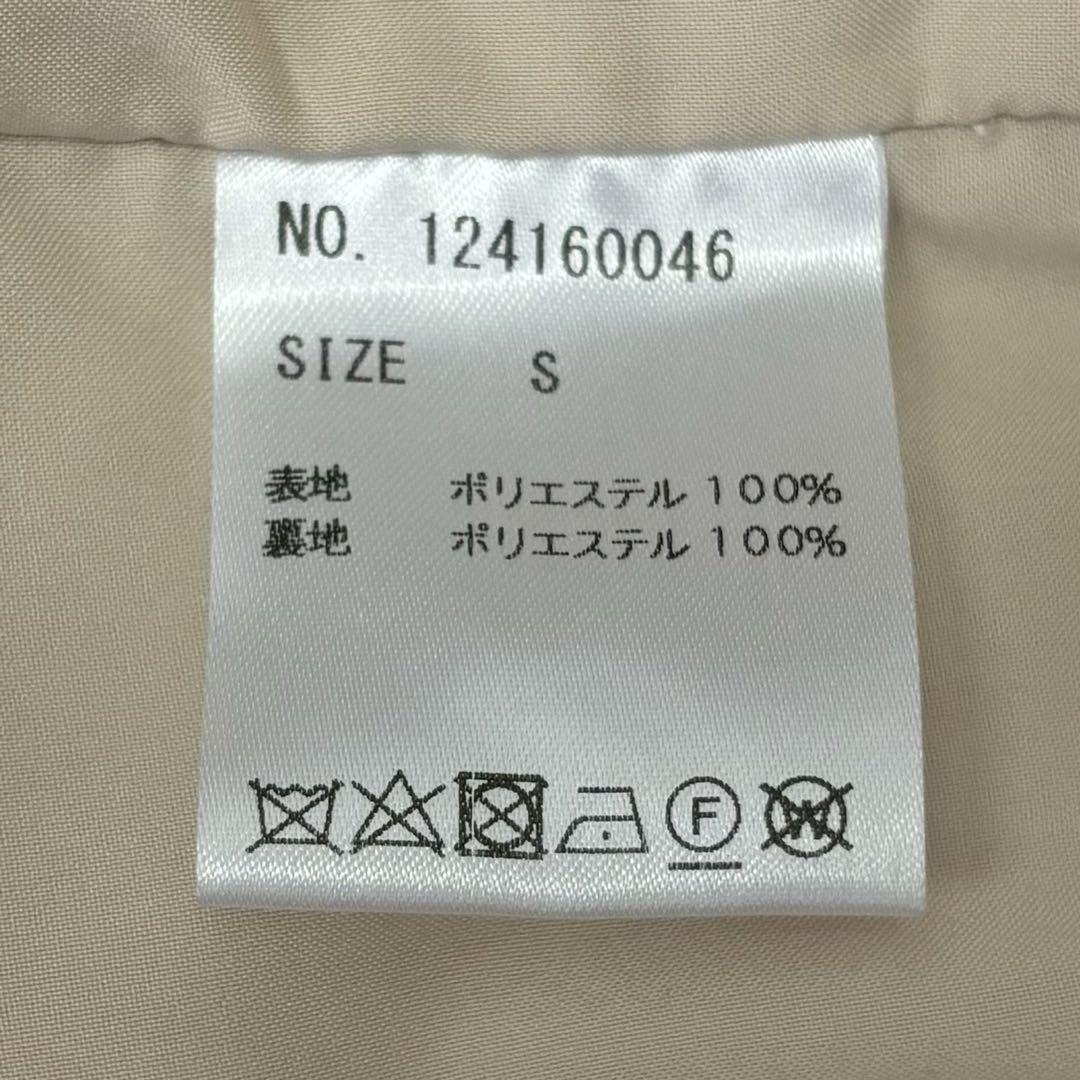 NO. 124160046
SIZE S
表地 ポリエステル 100%
裏地 ポリエステル 100%
F W